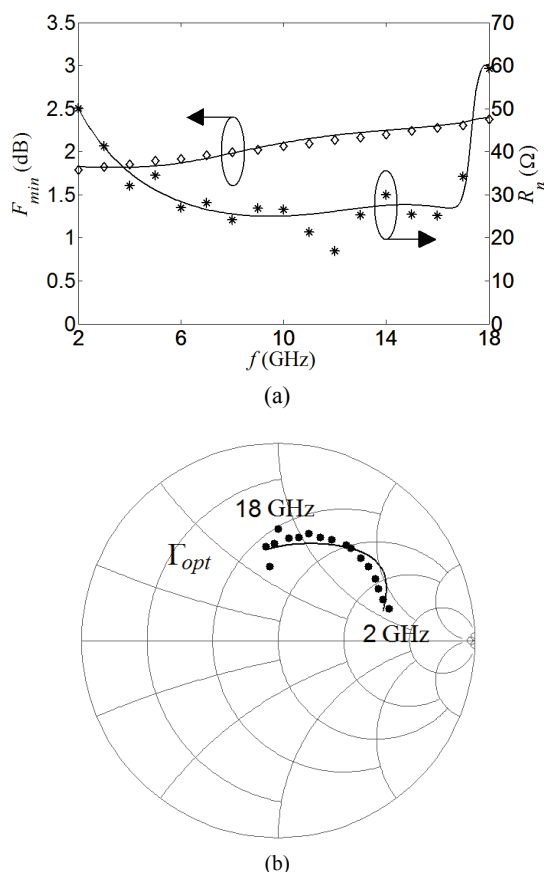 3.5
3
2.5
2
1.5
1
0.5
0
F_min (dB)
70
60
50
40
30
20
10
0
R_n (Ω)
2 6 10 14 18
f (GHz)
(a)
18 GHz
Γ_opt
2 GHz
(b)